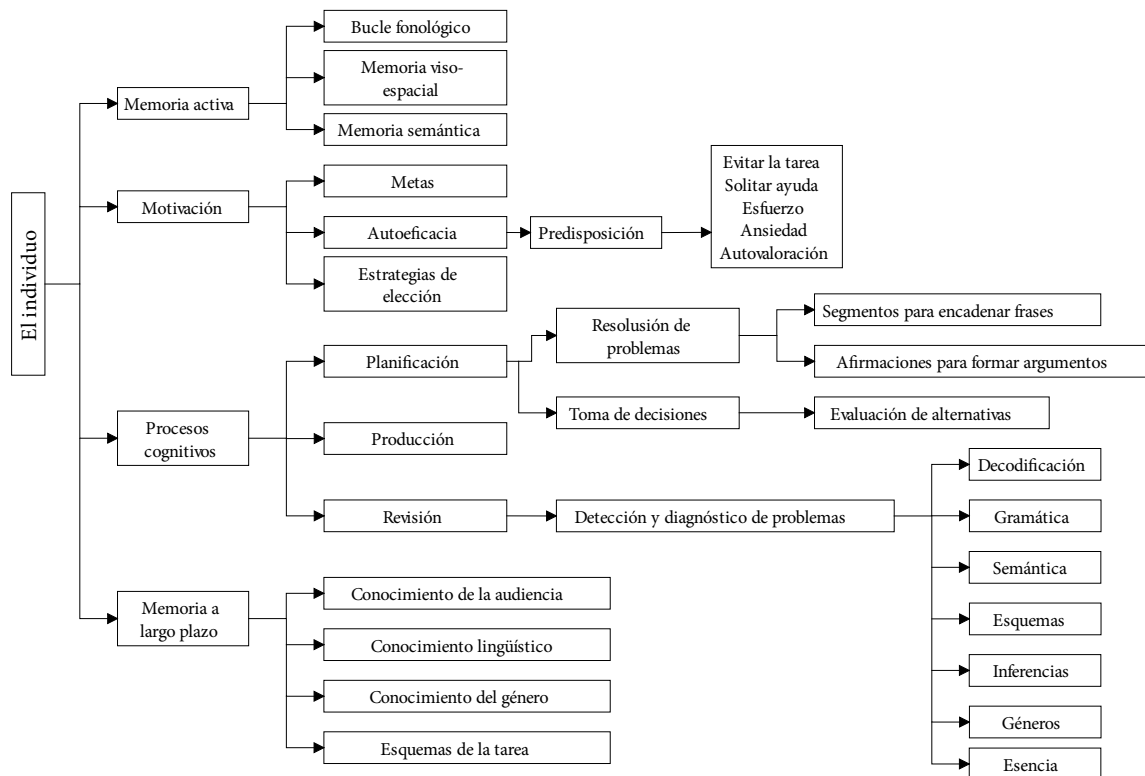 El individuo
Memoria activa
Bucle fonológico
Memoria viso-
espacial
Memoria semántica
Motivación
Metas
Autoeficacia
Predisposición
Evitar la tarea
Solitar ayuda
Esfuerzo
Ansiedad
Autovaloración
Estrategias de
elección
Procesos
cognitivos
Planificación
Resolución de
problemas
Segmentos para encadenar frases
Afirmaciones para formar argumentos
Toma de decisiones
Evaluación de alternativas
Producción
Revisión
Detección y diagnóstico de problemas
Decodificación
Gramática
Semántica
Esquemas
Inferencias
Géneros
Esencia
Memoria a
largo plazo
Conocimiento de la audiencia
Conocimiento lingüístico
Conocimiento del género
Esquemas de la tarea